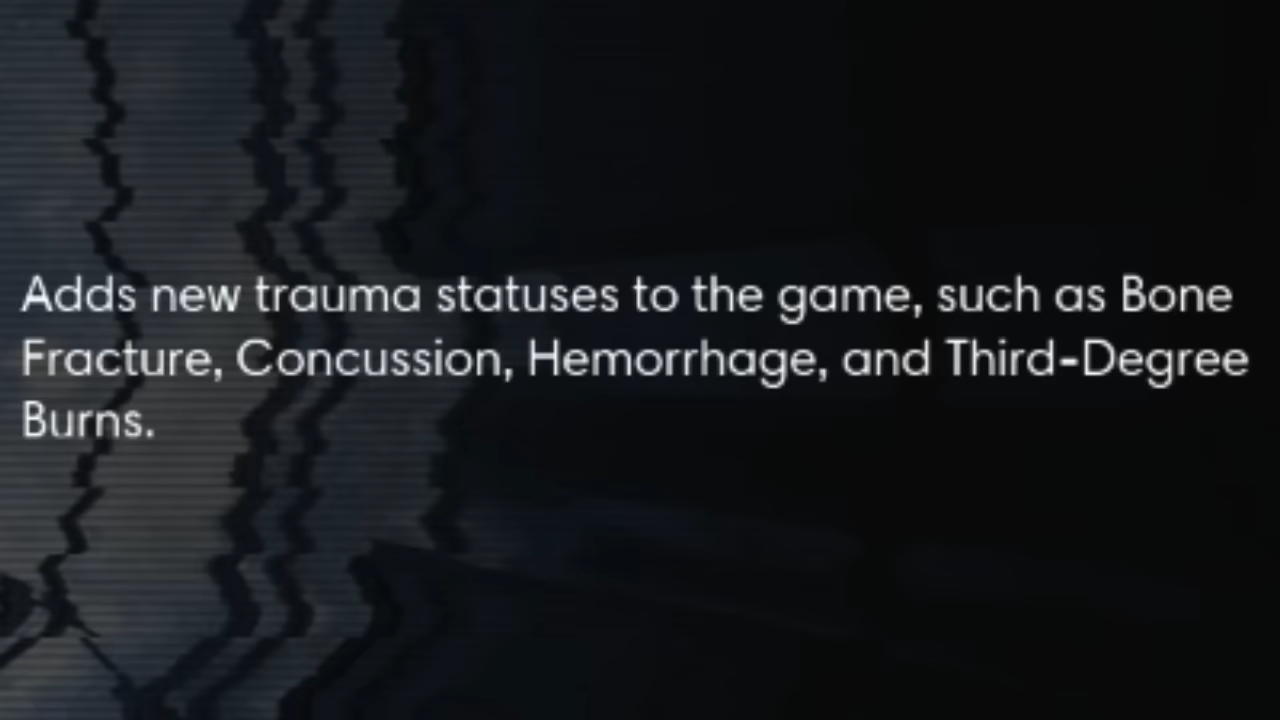 Adds new trauma statuses to the game, such as Bone
Fracture, Concussion, Hemorrhage, and Third-Degree
Burns.